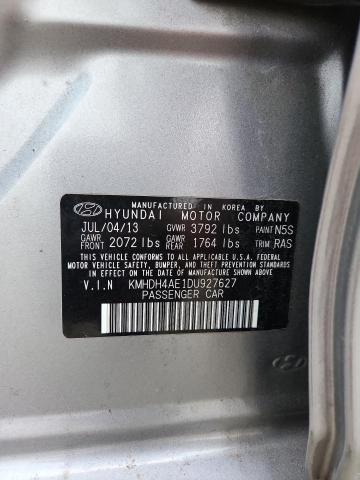 MANUFACTURED IN KOREA BY
HYUNDAI MOTOR COMPANY
JUL/04/13 GVWR 3792 lbs PAINT N5S
GAWR FRONT 2072 lbs GAWR REAR 1764 lbs TRIM RAS
THIS VEHICLE CONFORMS TO ALL APPLICABLE U.S.A. FEDERAL
MOTOR VEHICLE SAFETY, BUMPER, AND THEFT PREVENTION
STANDARDS IN EFFECT ON THE DATE OF MANUFACTURE SHOWN ABOVE.
V.I.N KMHDH4AE1DU927627
PASSENGER CAR